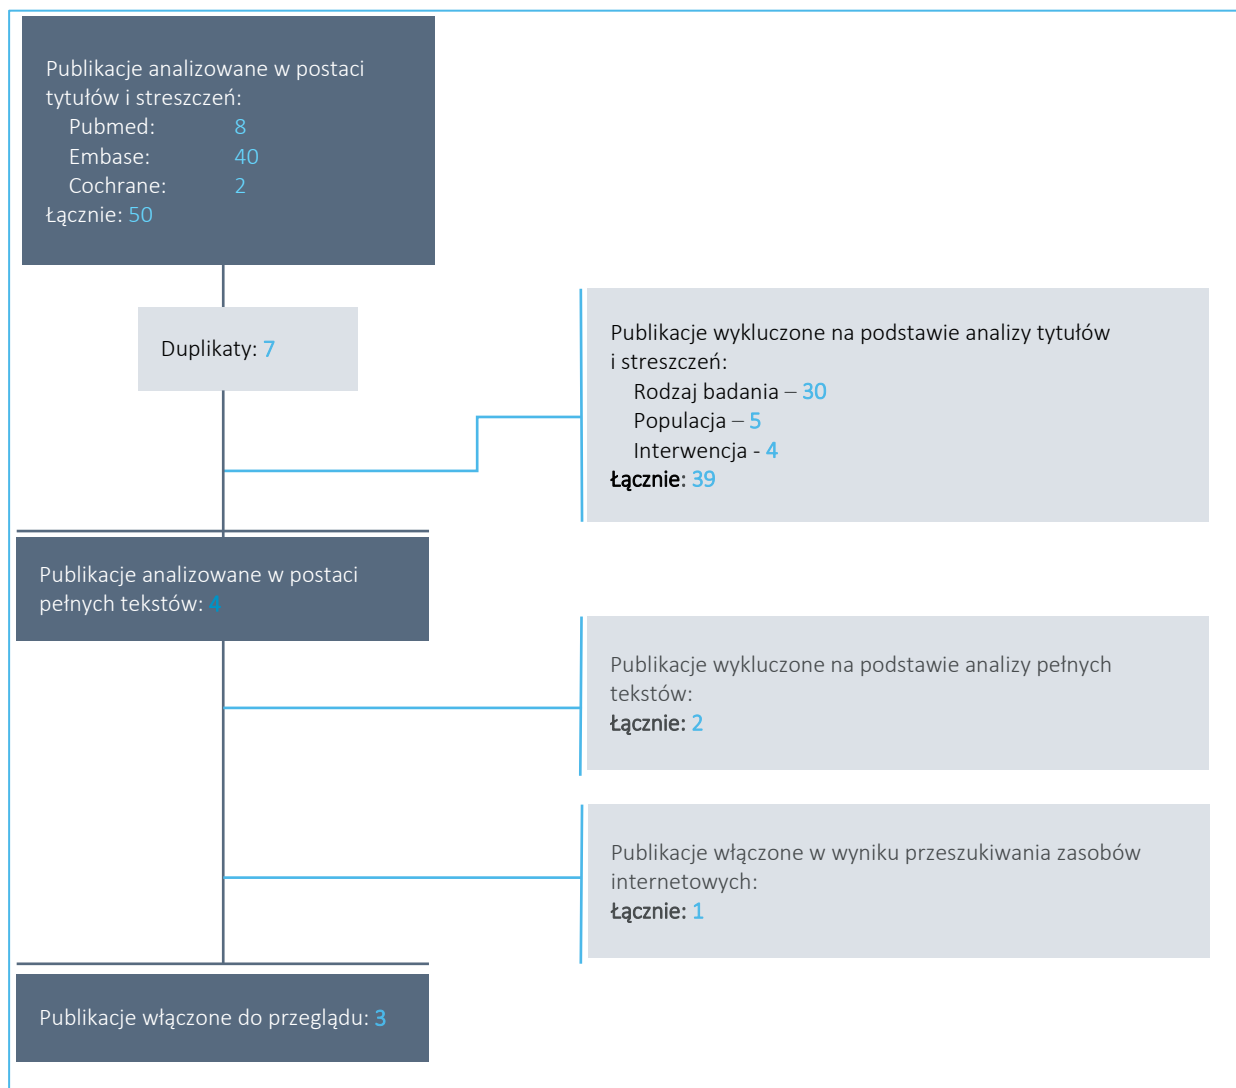 Publikacje analizowane w postaci
tytułów i streszczeń:
Pubmed: 8
Embase: 40
Cochrane: 2
Łącznie: 50
Duplikaty: 7
Publikacje wykluczone na podstawie analizy tytułów
i streszczeń:
Rodzaj badania – 30
Populacja – 5
Interwencja - 4
Łącznie: 39
Publikacje analizowane w postaci
pełnych tekstów: 4
Publikacje wykluczone na podstawie analizy pełnych
tekstów:
Łącznie: 2
Publikacje włączone w wyniku przeszukiwania zasobów
internetowych:
Łącznie: 1
Publikacje włączone do przeglądu: 3